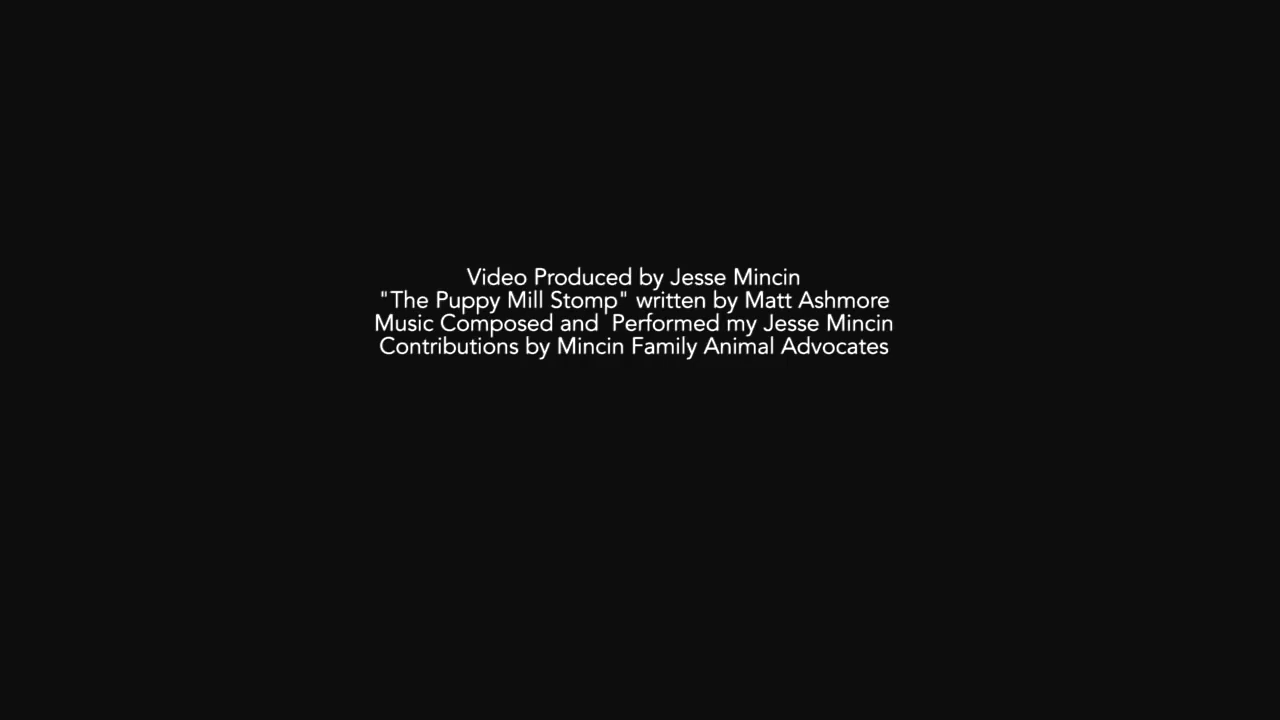 Video Produced by Jesse Mincin
"The Puppy Mill Stomp" written by Matt Ashmore
Music Composed and  Performed my Jesse Mincin
Contributions by Mincin Family Animal Advocates